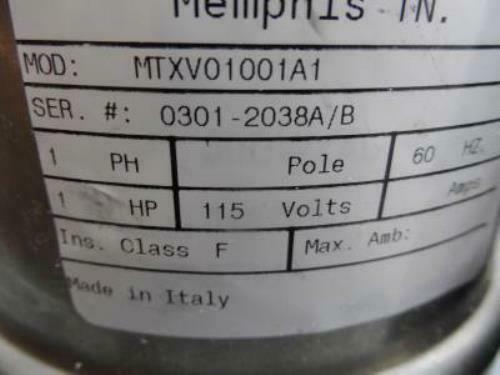 Memphis TN.
MOD: MTXV01001A1
SER. #: 0301-2038A/B
1 PH Pole 60 HZ.
1 HP 115 Volts Amps
Ins. Class F Max. Amb:
Made in Italy